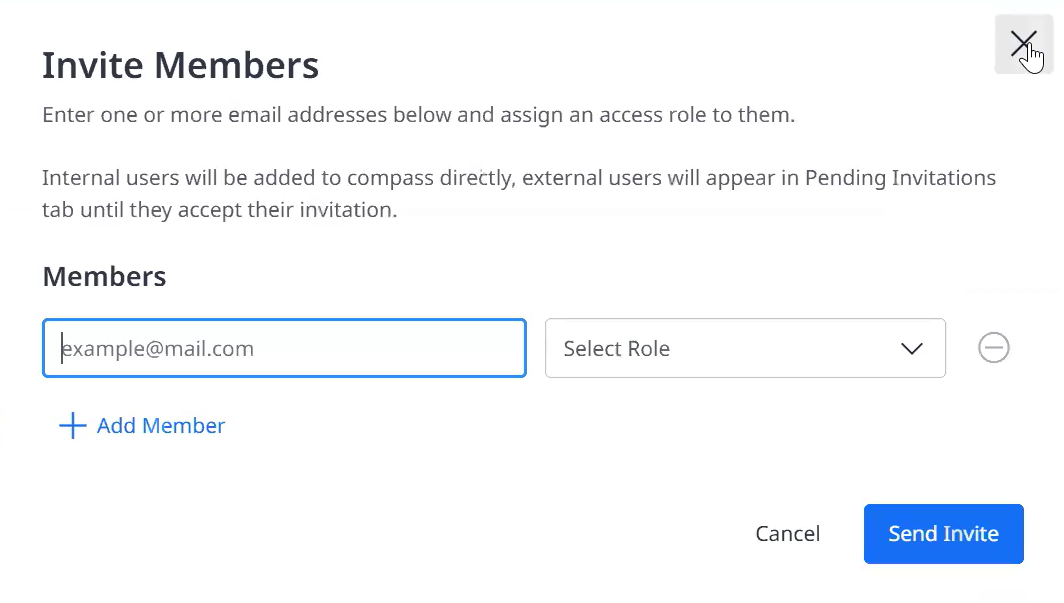 Invite Members
Enter one or more email addresses below and assign an access role to them.
Internal users will be added to compass directly, external users will appear in Pending Invitations
tab until they accept their invitation.
Members
example@mail.com
Select Role
Add Member
Cancel
Send Invite